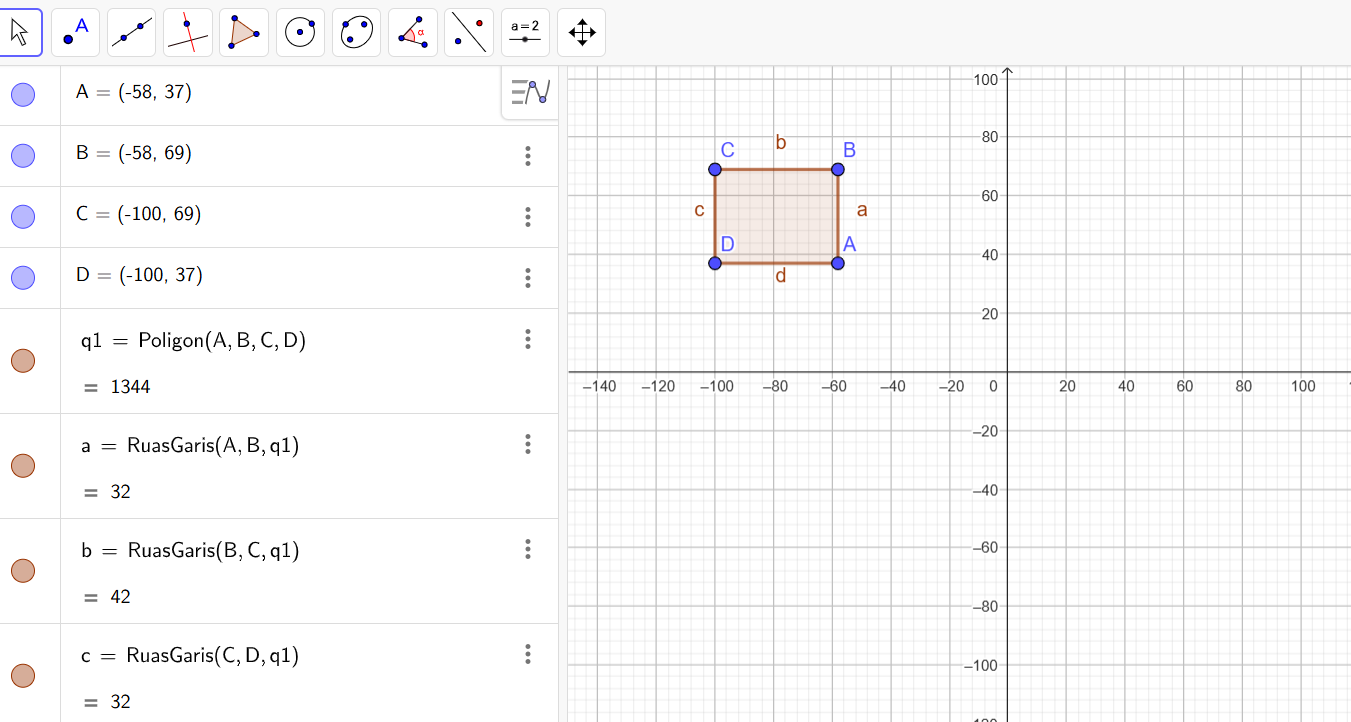 A
α
a=2
A = (-58, 37)
B = (-58, 69)
C = (-100, 69)
D = (-100, 37)
q1 = Poligon(A, B, C, D)
= 1344
a = RuasGaris(A, B, q1)
= 32
b = RuasGaris(B, C, q1)
= 42
c = RuasGaris(C, D, q1)
= 32
100
80
60
40
20
–140 –120 –100 –80 –60 –40 –20 0 20 40 60 80 100
–20
–40
–60
–80
–100
b
C B
c a
D A
d